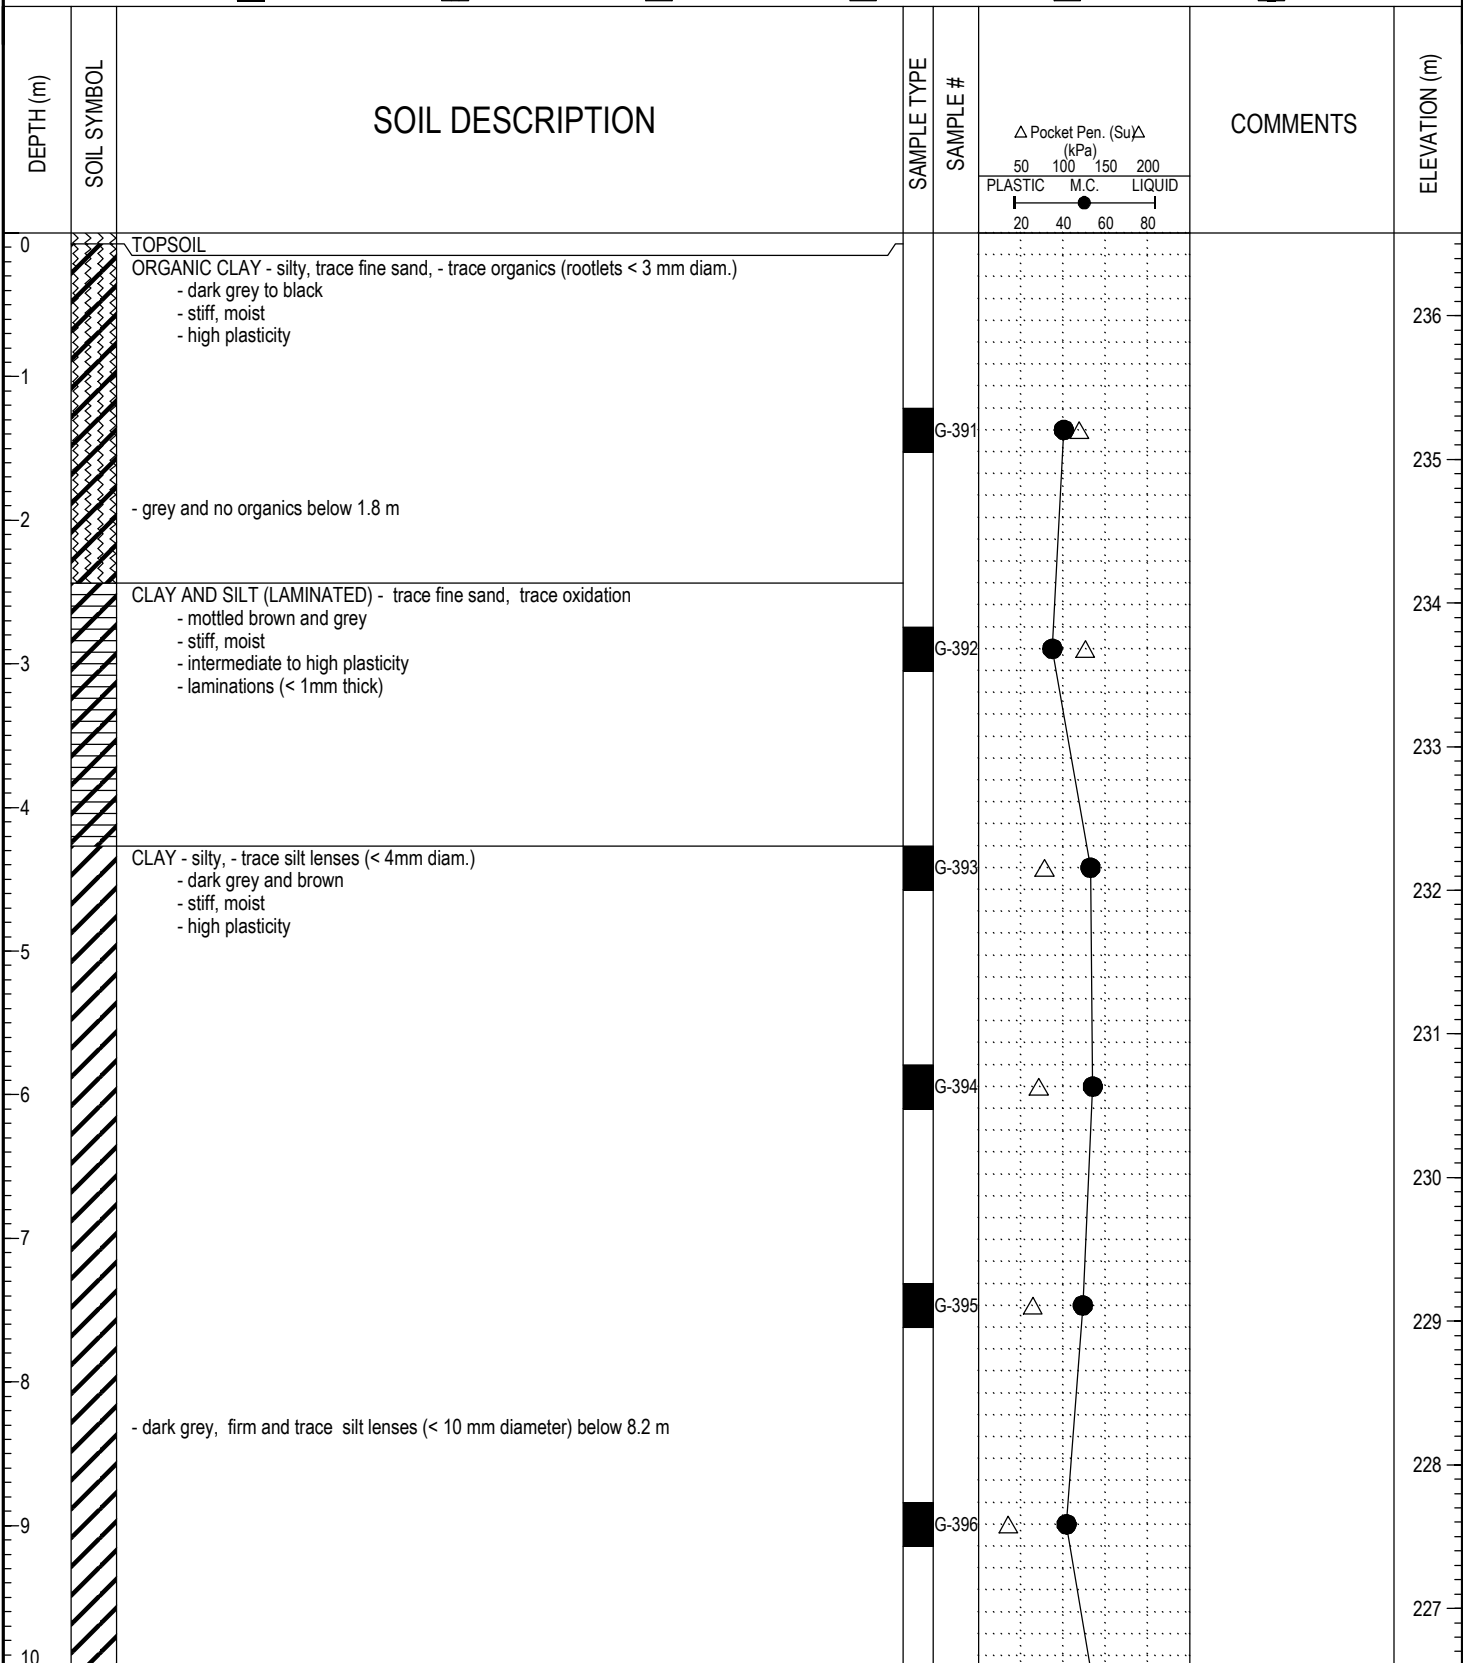 DEPTH (m)
SOIL SYMBOL
SOIL DESCRIPTION
SAMPLE TYPE
SAMPLE #
△ Pocket Pen. (Su)△
(kPa)
50 100 150 200
PLASTIC M.C. LIQUID
20 40 60 80
COMMENTS
ELEVATION (m)
0
TOPSOIL
ORGANIC CLAY - silty, trace fine sand, - trace organics (rootlets < 3 mm diam.)
- dark grey to black
- stiff, moist
- high plasticity
236
1
G-391
235
- grey and no organics below 1.8 m
2
CLAY AND SILT (LAMINATED) - trace fine sand, trace oxidation
234
- mottled brown and grey
- stiff, moist
- intermediate to high plasticity
- laminations (< 1mm thick)
G-392
3
233
4
CLAY - silty, - trace silt lenses (< 4mm diam.)
- dark grey and brown
- stiff, moist
- high plasticity
G-393
232
5
231
G-394
6
230
7
G-395
229
8
- dark grey, firm and trace silt lenses (< 10 mm diameter) below 8.2 m
228
G-396
9
227
10